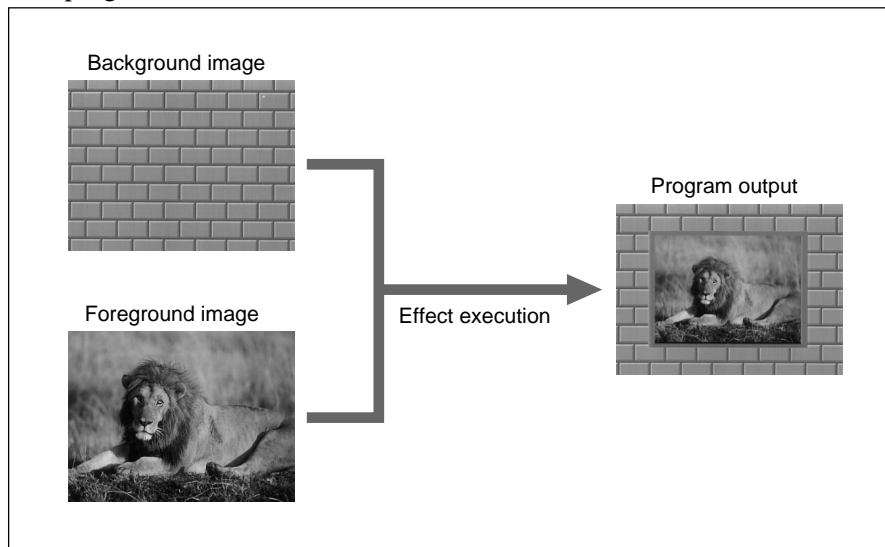 Background image
Foreground image
Effect execution
Program output